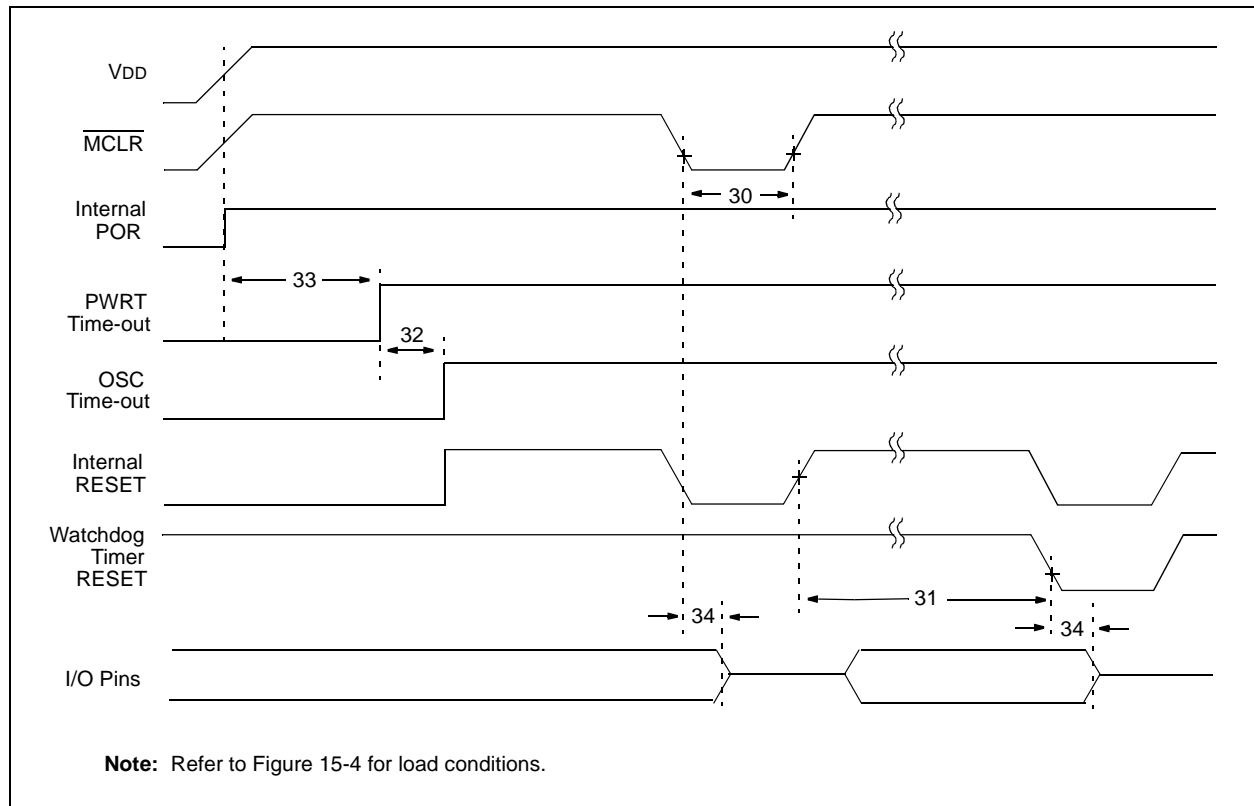 VDD
MCLR
30
Internal
POR
33
PWRT
Time-out
32
OSC
Time-out
Internal
RESET
Watchdog
Timer
RESET
31
34
34
I/O Pins
Note: Refer to Figure 15-4 for load conditions.